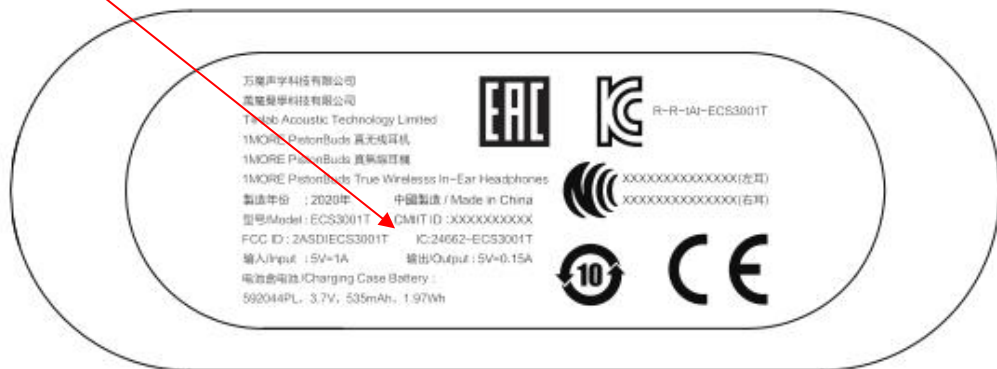 万魔声学科技有限公司
萬魔聲學科技有限公司
Tiinlab Acoustic Technology Limited
1MORE PistonBuds 真无线耳机
1MORE PistonBuds 真無線耳機
1MORE PistonBuds True Wirelesss In-Ear Headphones
製造年份 : 2020年 中國製造 / Made in China
型号/Model : ECS3001T CMIIT ID : XXXXXXXXXX
FCC ID : 2ASDIECS3001T IC:24662-ECS3001T
输入/Input : 5V⎓1A 输出/Output : 5V⎓0.15A
电池盒电池/Charging Case Battery :
592044PL, 3.7V, 535mAh, 1.97Wh
EAC
KC
R-R-tAt-ECS3001T
XXXXXXXXXXXXXX(左耳)
XXXXXXXXXXXXXX(右耳)
10
CE